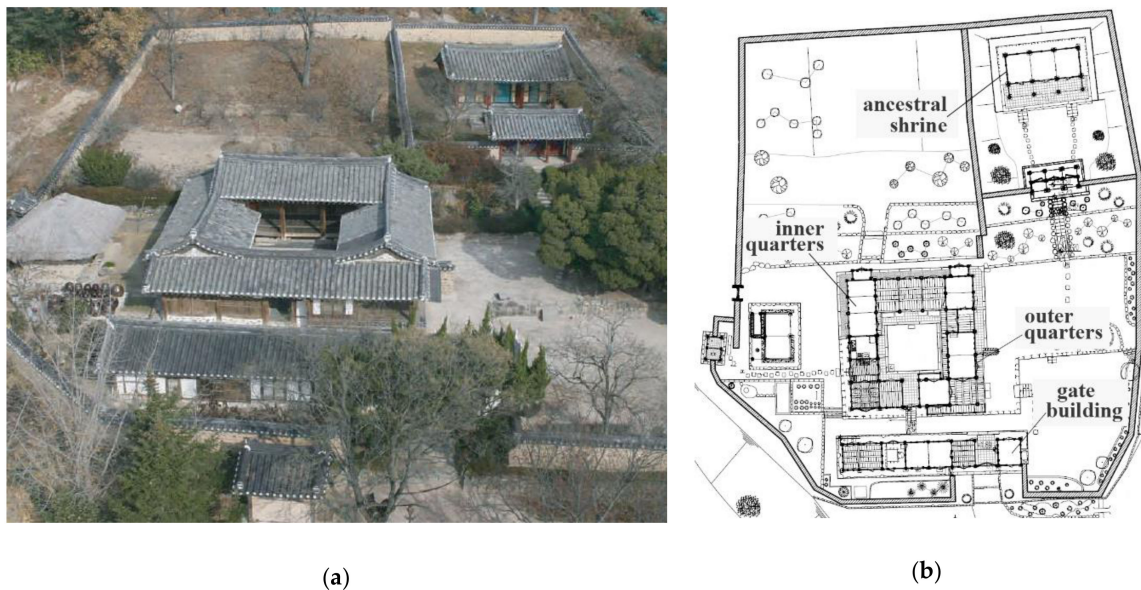 ancestral
shrine
inner
quarters
outer
quarters
gate
building
(a)
(b)